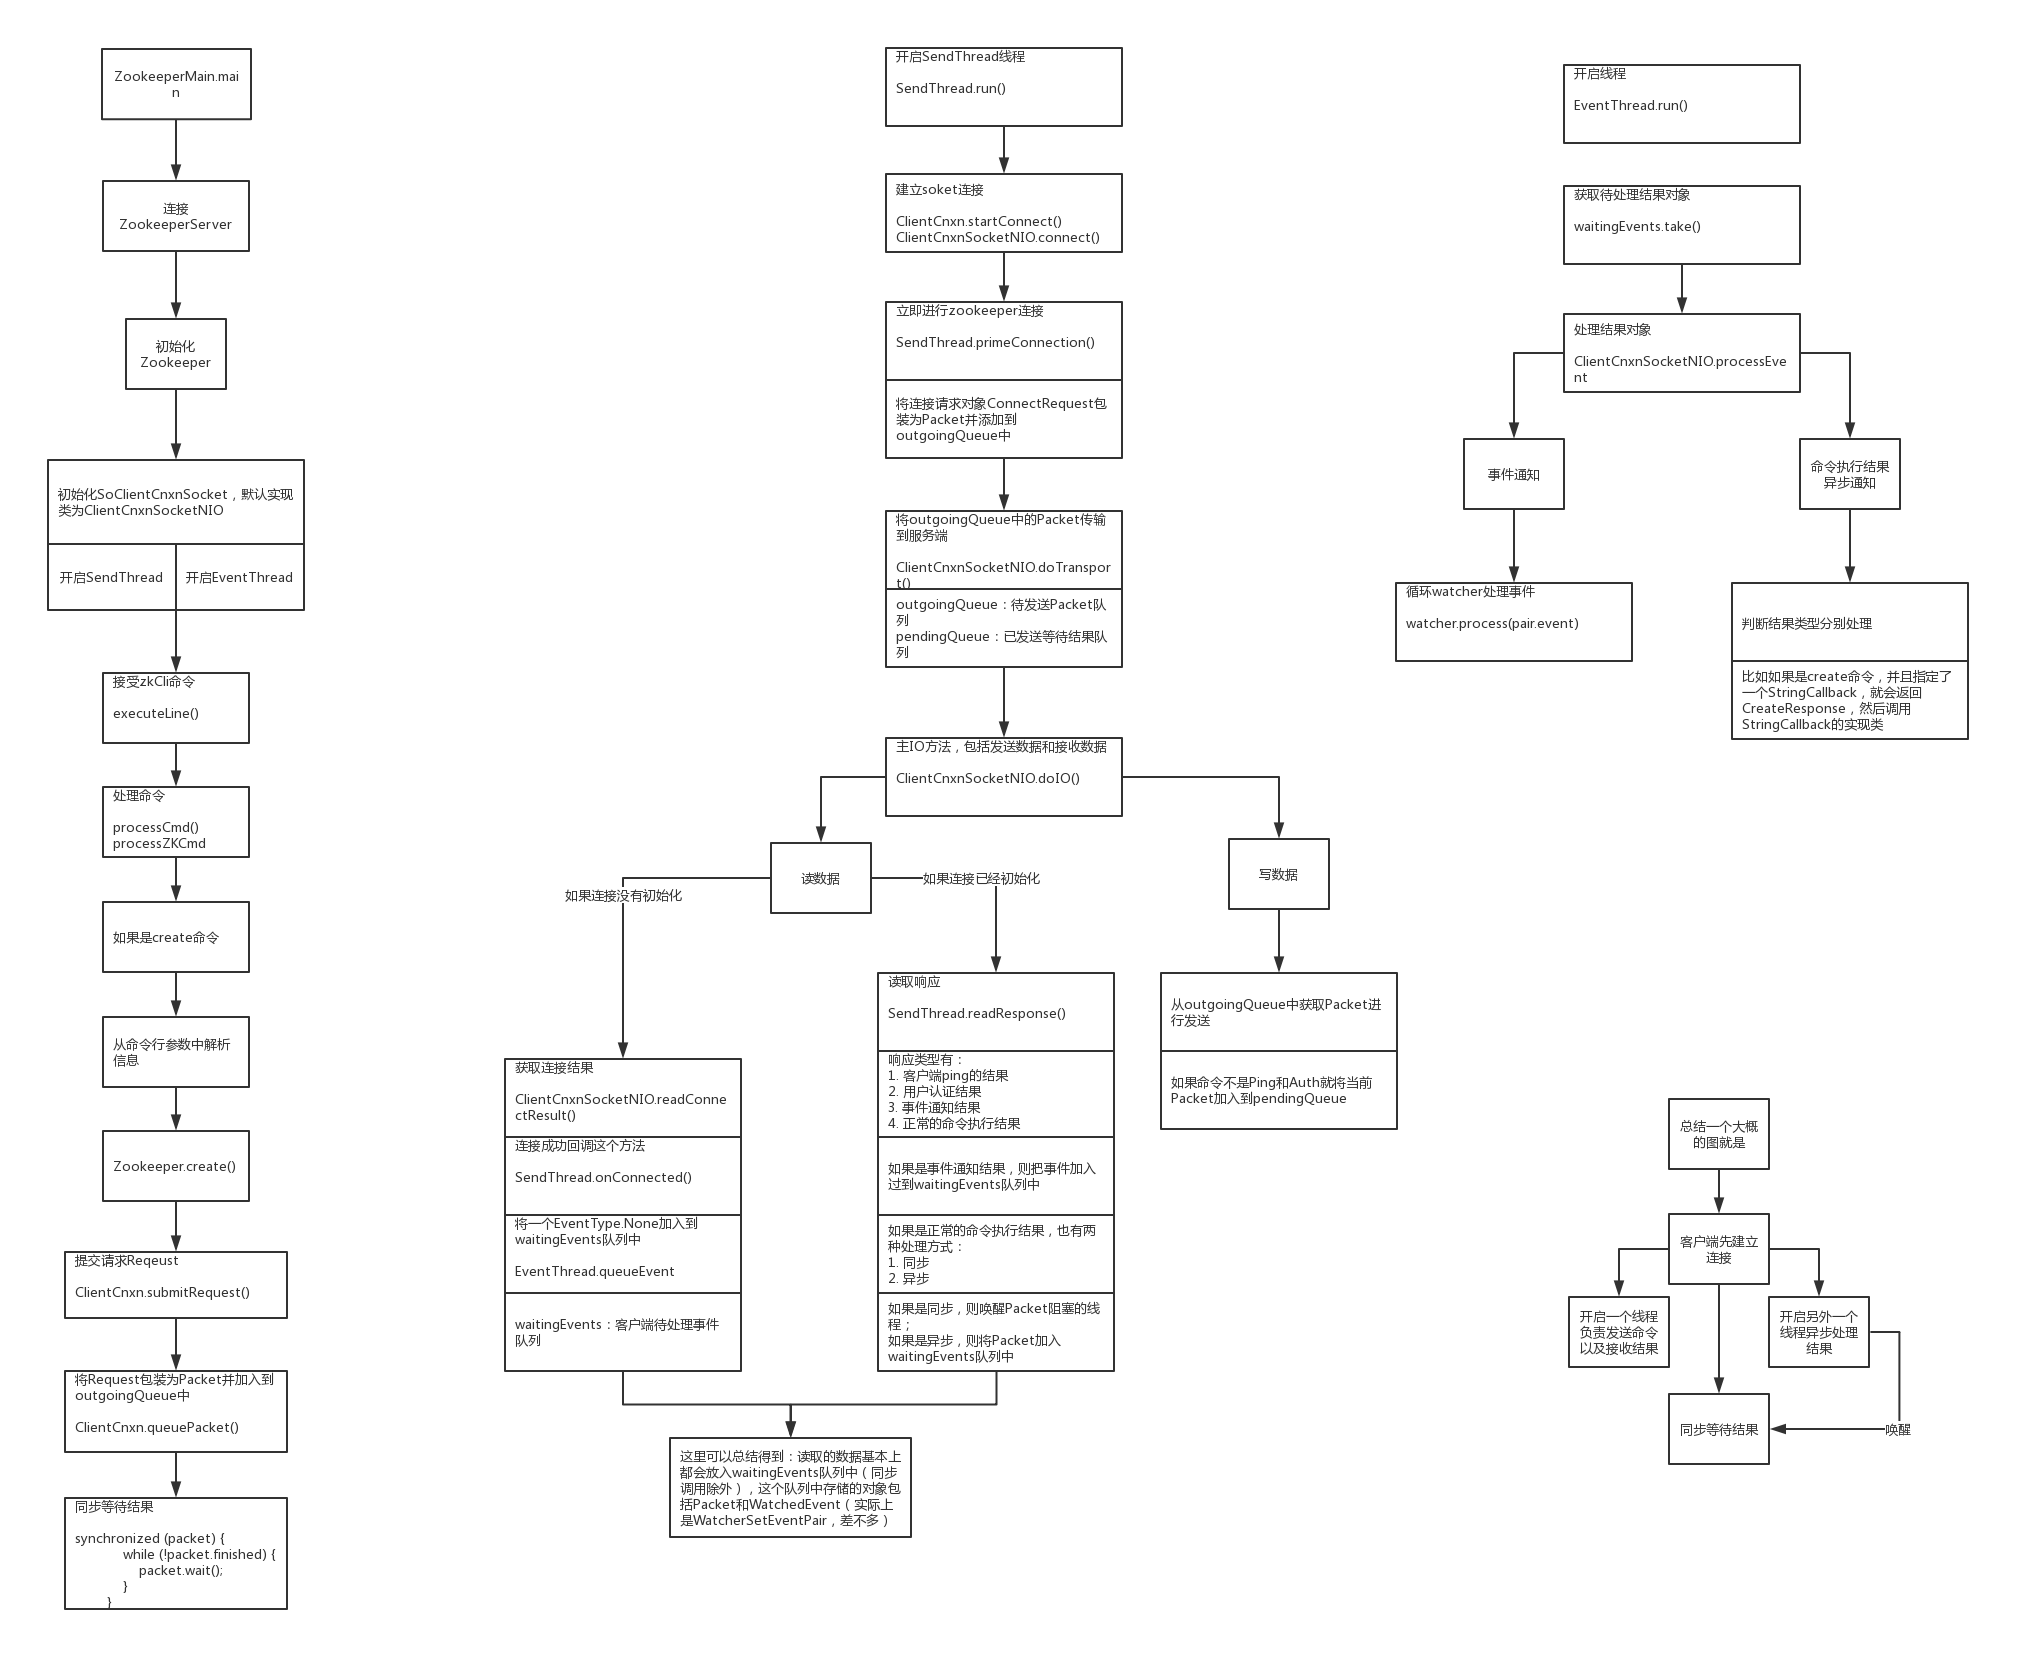 ZookeeperMain.mai
n
连接
ZookeeperServer
初始化
Zookeeper
初始化SoClientCnxnSocket，默认实现
类为ClientCnxnSocketNIO
开启SendThread
开启EventThread
接受zkCli命令
executeLine()
处理命令
processCmd()
processZKCmd
如果是create命令
从命令行参数中解析
信息
Zookeeper.create()
提交请求Reqeust
ClientCnxn.submitRequest()
将Request包装为Packet并加入到
outgoingQueue中
ClientCnxn.queuePacket()
同步等待结果
synchronized (packet) {
while (!packet.finished) {
packet.wait();
}
}
开启SendThread线程
SendThread.run()
建立soket连接
ClientCnxn.startConnect()
ClientCnxnSocketNIO.connect()
立即进行zookeeper连接
SendThread.primeConnection()
将连接请求对象ConnectRequest包
装为Packet并添加到
outgoingQueue中
将outgoingQueue中的Packet传输
到服务端
ClientCnxnSocketNIO.doTranspor
t()
outgoingQueue：待发送Packet队
列
pendingQueue：已发送等待结果队
列
主IO方法，包括发送数据和接收数据
ClientCnxnSocketNIO.doIO()
读数据
写数据
如果连接没有初始化
如果连接已经初始化
获取连接结果
ClientCnxnSocketNIO.readConne
ctResult()
连接成功回调这个方法
SendThread.onConnected()
将一个EventType.None加入到
waitingEvents队列中
EventThread.queueEvent
waitingEvents：客户端待处理事件
队列
读取响应
SendThread.readResponse()
响应类型有：
1. 客户端ping的结果
2. 用户认证结果
3. 事件通知结果
4. 正常的命令执行结果
如果是事件通知结果，则把事件加入
过到waitingEvents队列中
如果是正常的命令执行结果，也有两
种处理方式：
1. 同步
2. 异步
如果是同步，则唤醒Packet阻塞的线
程；
如果是异步，则将Packet加入
waitingEvents队列中
从outgoingQueue中获取Packet进
行发送
如果命令不是Ping和Auth就将当前
Packet加入到pendingQueue
这里可以总结得到：读取的数据基本上
都会放入waitingEvents队列中（同步
调用除外），这个队列中存储的对象包
括Packet和WatchedEvent（实际上
是WatcherSetEventPair，差不多）
开启线程
EventThread.run()
获取待处理结果对象
waitingEvents.take()
处理结果对象
ClientCnxnSocketNIO.processEve
nt
事件通知
命令执行结果
异步通知
循环watcher处理事件
watcher.process(pair.event)
判断结果类型分别处理
比如如果是create命令，并且指定了
一个StringCallback，就会返回
CreateResponse，然后调用
StringCallback的实现类
总结一个大概
的图就是
客户端先建立
连接
开启一个线程
负责发送命令
以及接收结果
开启另外一个
线程异步处理
结果
同步等待结果
唤醒